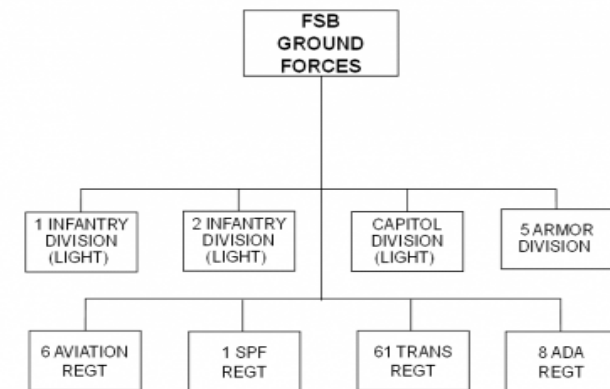 FSB
GROUND
FORCES
1 INFANTRY
DIVISION
(LIGHT)
2 INFANTRY
DIVISION
(LIGHT)
CAPITOL
DIVISION
(LIGHT)
5 ARMOR
DIVISION
6 AVIATION
REGT
1 SPF
REGT
61 TRANS
REGT
8 ADA
REGT